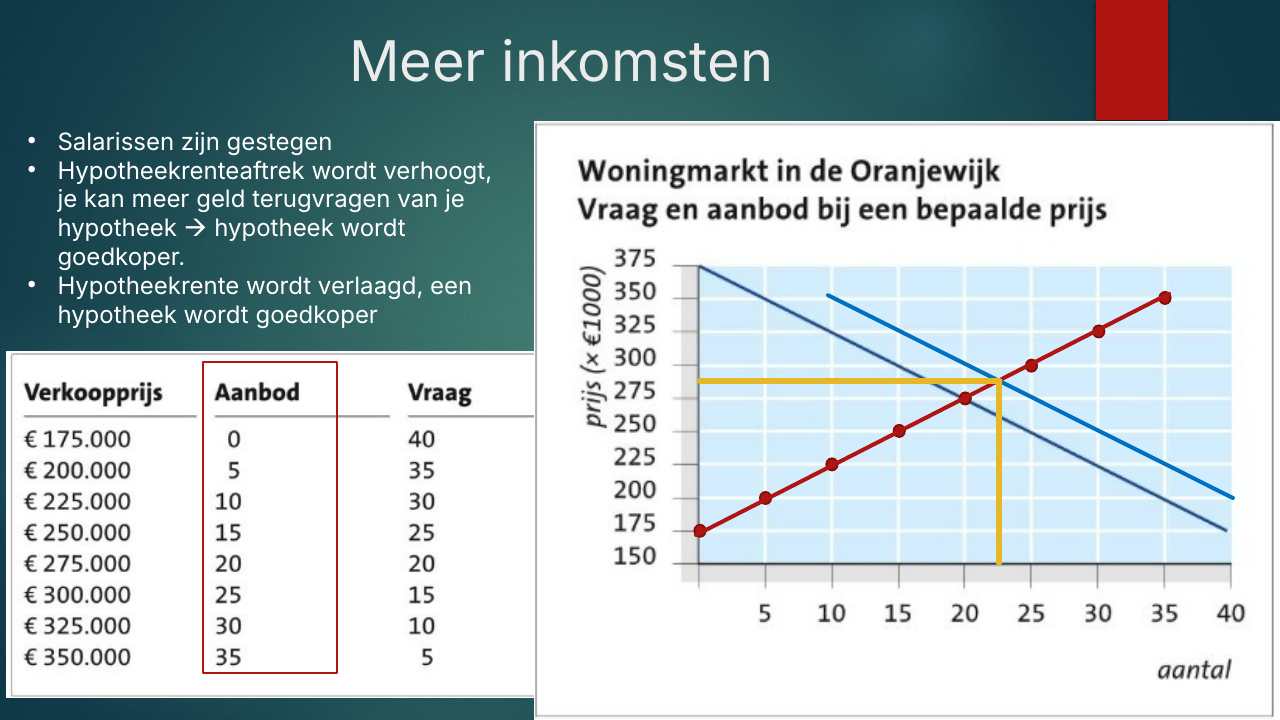 Meer inkomsten
• Salarissen zijn gestegen
• Hypotheekrenteaftrek wordt verhoogt,
je kan meer geld terugvragen van je
hypotheek → hypotheek wordt
goedkoper.
• Hypotheekrente wordt verlaagd, een
hypotheek wordt goedkoper
Verkoopprijs Aanbod Vraag
€ 175.000 0 40
€ 200.000 5 35
€ 225.000 10 30
€ 250.000 15 25
€ 275.000 20 20
€ 300.000 25 15
€ 325.000 30 10
€ 350.000 35 5
Woningmarkt in de Oranjewijk
Vraag en aanbod bij een bepaalde prijs
prijs (× €1000)
375
350
325
300
275
250
225
200
175
150
5 10 15 20 25 30 35 40
aantal